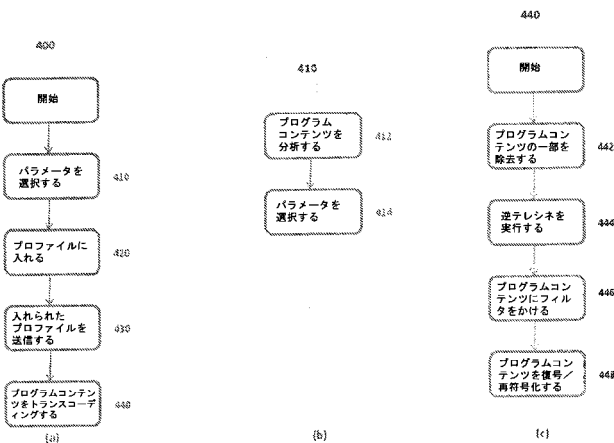 400
開始
パラメータを
選択する
410
プロファイルに
入れる
420
入れられた
プロファイルを
送信する
430
プログラムコンテン
ツをトランスコーデ
ィングする
440
(a)
410
プログラム
コンテンツを
分析する
412
パラメータを
選択する
414
(b)
440
開始
プログラムコン
テンツの一部を
除去する
442
逆テレシネを
実行する
444
プログラムコン
テンツにフィル
タをかける
446
プログラムコン
テンツを復号/
再符号化する
448
(c)